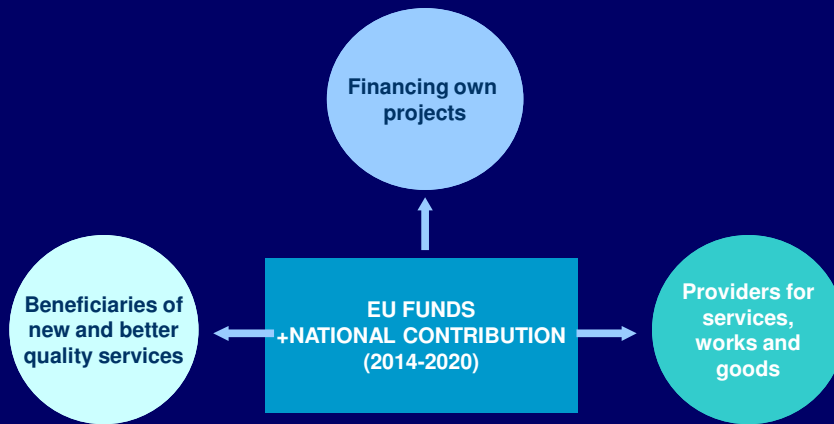 Financing own
projects
Beneficiaries of
new and better
quality services
EU FUNDS
+NATIONAL CONTRIBUTION
(2014-2020)
Providers for
services,
works and
goods